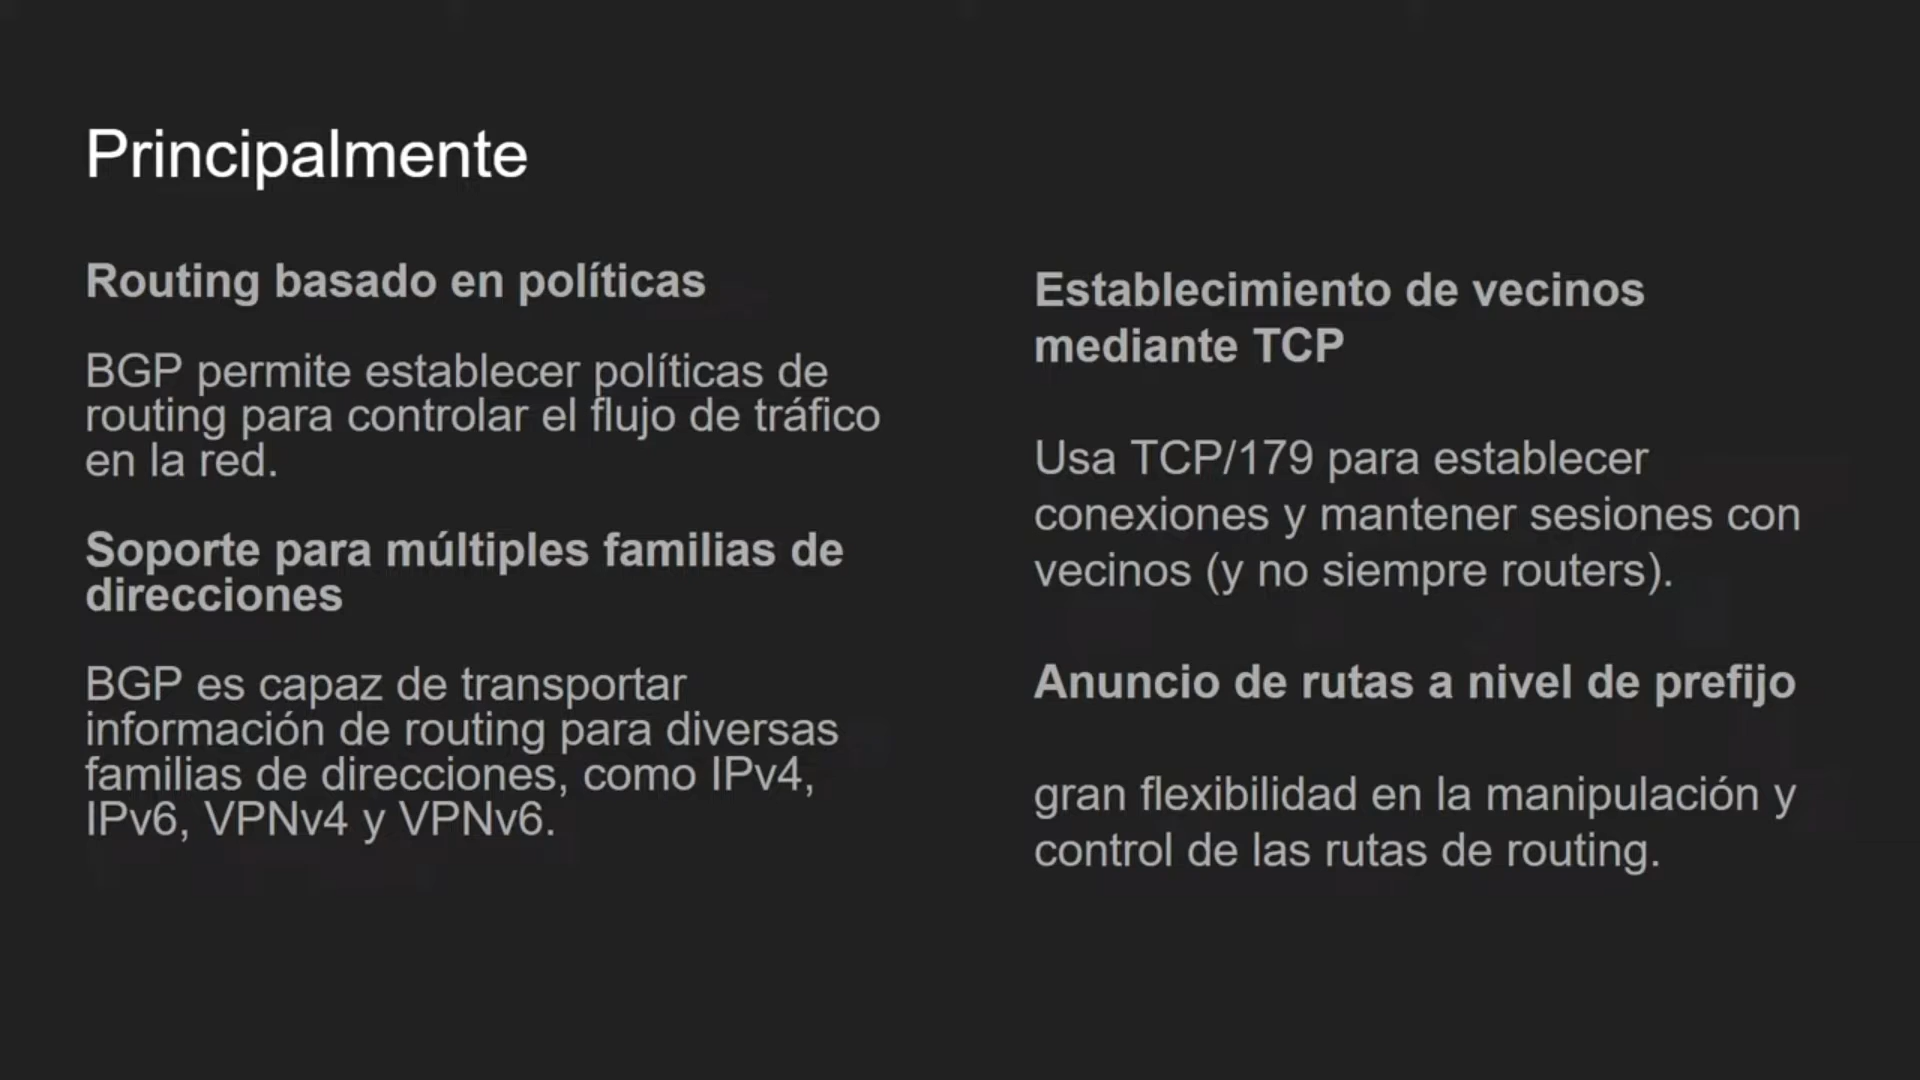 Principalmente
Routing basado en políticas
BGP permite establecer políticas de
routing para controlar el flujo de tráfico
en la red.
Soporte para múltiples familias de
direcciones
BGP es capaz de transportar
información de routing para diversas
familias de direcciones, como IPv4,
IPv6, VPNv4 y VPNv6.
Establecimiento de vecinos
mediante TCP
Usa TCP/179 para establecer
conexiones y mantener sesiones con
vecinos (y no siempre routers).
Anuncio de rutas a nivel de prefijo
gran flexibilidad en la manipulación y
control de las rutas de routing.